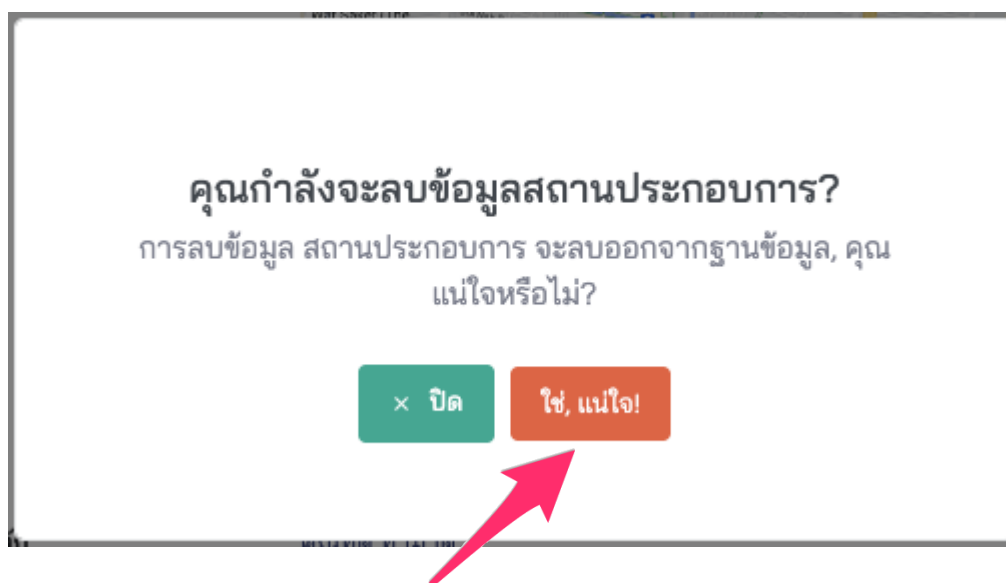 คุณกำลังจะลบข้อมูลสถานประกอบการ?
การลบข้อมูล สถานประกอบการ จะลบออกจากฐานข้อมูล, คุณ
แน่ใจหรือไม่?
× ปิด
ใช่, แน่ใจ!